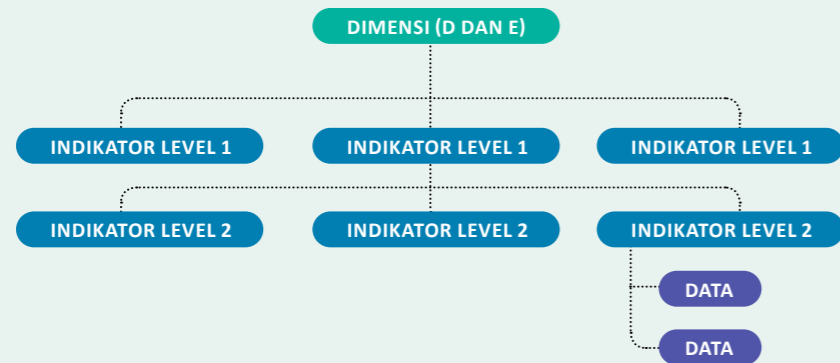 DIMENSI (D DAN E)
INDIKATOR LEVEL 1
INDIKATOR LEVEL 1
INDIKATOR LEVEL 1
INDIKATOR LEVEL 2
INDIKATOR LEVEL 2
INDIKATOR LEVEL 2
DATA
DATA